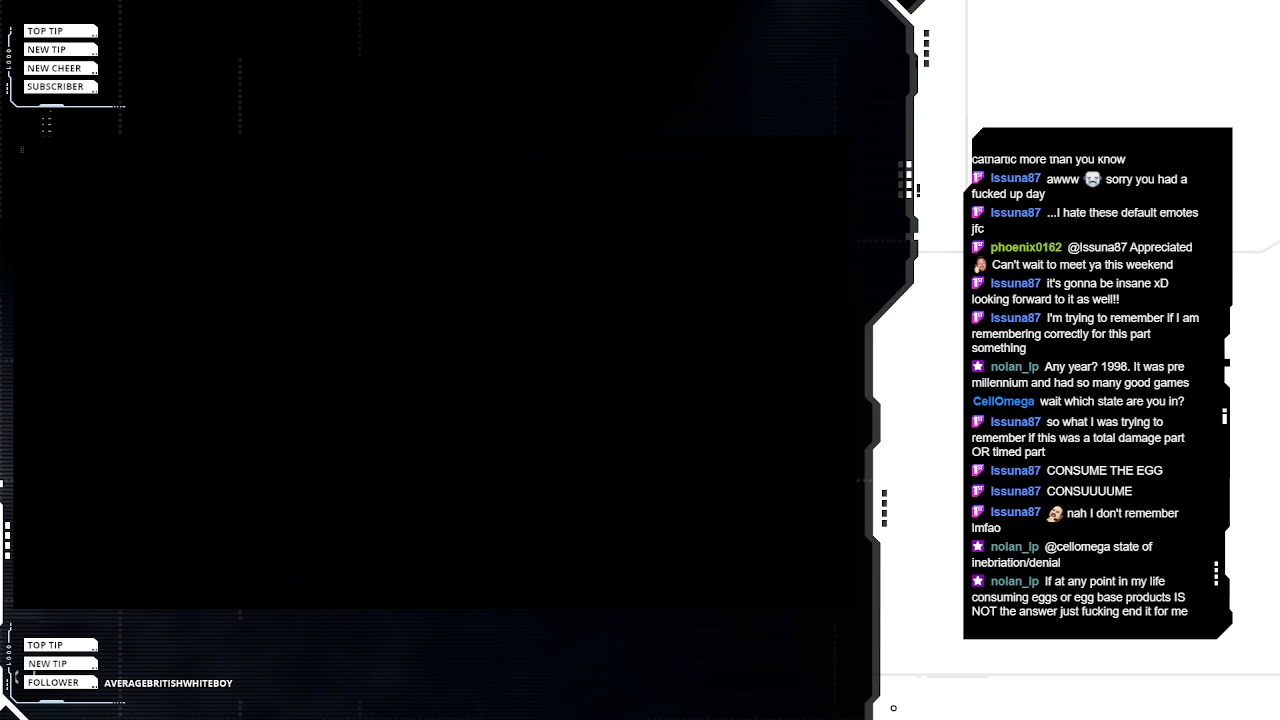 TOP TIP
NEW TIP
NEW CHEER
SUBSCRIBER
TOP TIP
NEW TIP
FOLLOWER AVERAGEBRITISHWHITEBOY
cathartic more than you know
Issuna87 awww sorry you had a
fucked up day
Issuna87 ...I hate these default emotes
jfc
phoenix0162 @Issuna87 Appreciated
Can't wait to meet ya this weekend
Issuna87 it's gonna be insane xD
looking forward to it as well!!
Issuna87 I'm trying to remember if I am
remembering correctly for this part
something
nolan_lp Any year? 1998. It was pre
millennium and had so many good games
CellOmega wait which state are you in?
Issuna87 so what I was trying to
remember if this was a total damage part
OR timed part
Issuna87 CONSUME THE EGG
Issuna87 CONSUUUUME
Issuna87 nah I don't remember
lmfao
nolan_lp @cellomega state of
inebriation/denial
nolan_lp If at any point in my life
consuming eggs or egg base products IS
NOT the answer just fucking end it for me